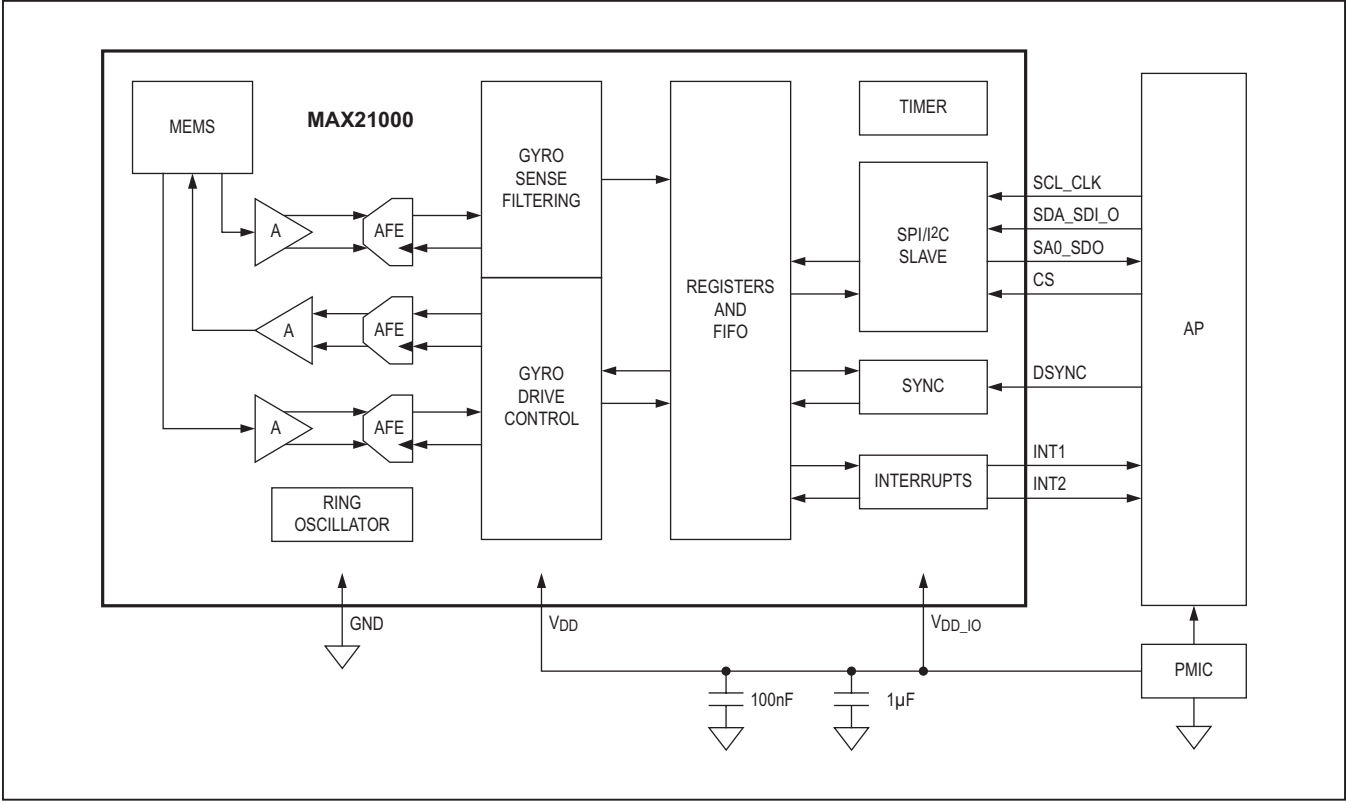 MEMS
MAX21000
A
AFE
A
AFE
A
AFE
RING
OSCILLATOR
GYRO
SENSE
FILTERING
GYRO
DRIVE
CONTROL
REGISTERS
AND
FIFO
TIMER
SPI/I2C
SLAVE
SYNC
INTERRUPTS
SCL_CLK
SDA_SDI_O
SA0_SDO
CS
DSYNC
INT1
INT2
AP
GND
VDD
VDD_IO
100nF
1µF
PMIC